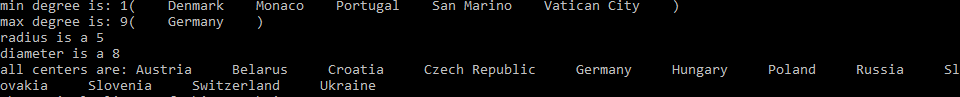 min degree is: 1(    Denmark    Monaco    Portugal    San Marino    Vatican City    )
max degree is: 9(    Germany    )
radius is a 5
diameter is a 8
all centers are: Austria    Belarus    Croatia    Czech Republic    Germany    Hungary    Poland    Russia    Sl
ovakia    Slovenia    Switzerland    Ukraine